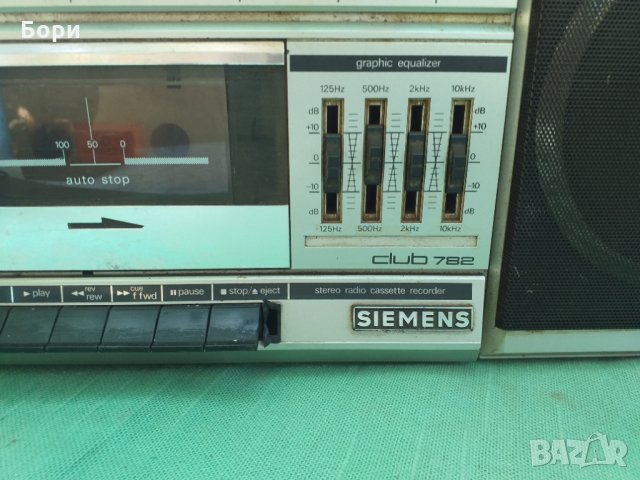 Бори
graphic equalizer
125Hz 500Hz 2kHz 10kHz
dB dB
+10 +10
0 0
-10 -10
dB dB
125Hz 500Hz 2kHz 10kHz
100 50 0
auto stop
club 782
▶ play ◀◀ rev rew ▶▶ cue f fwd ⏸ pause ■ stop/⏏ eject stereo radio cassette recorder
SIEMENS
BAZAR